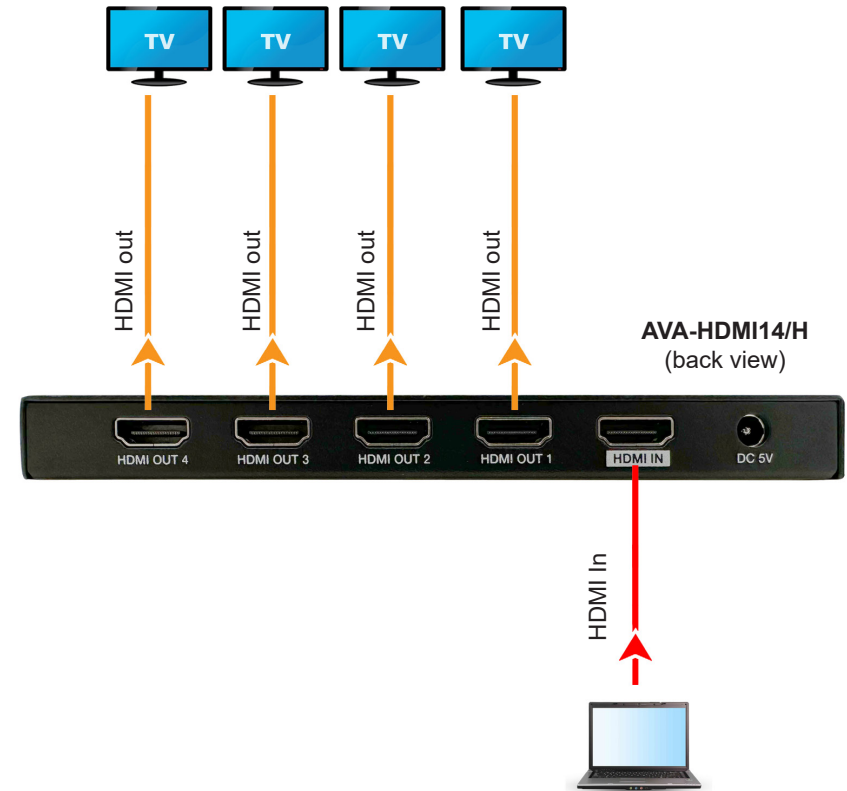 TV
TV
TV
TV
HDMI out
HDMI out
HDMI out
HDMI out
AVA-HDMI14/H
(back view)
HDMI OUT 4
HDMI OUT 3
HDMI OUT 2
HDMI OUT 1
HDMI IN
DC 5V
HDMI In